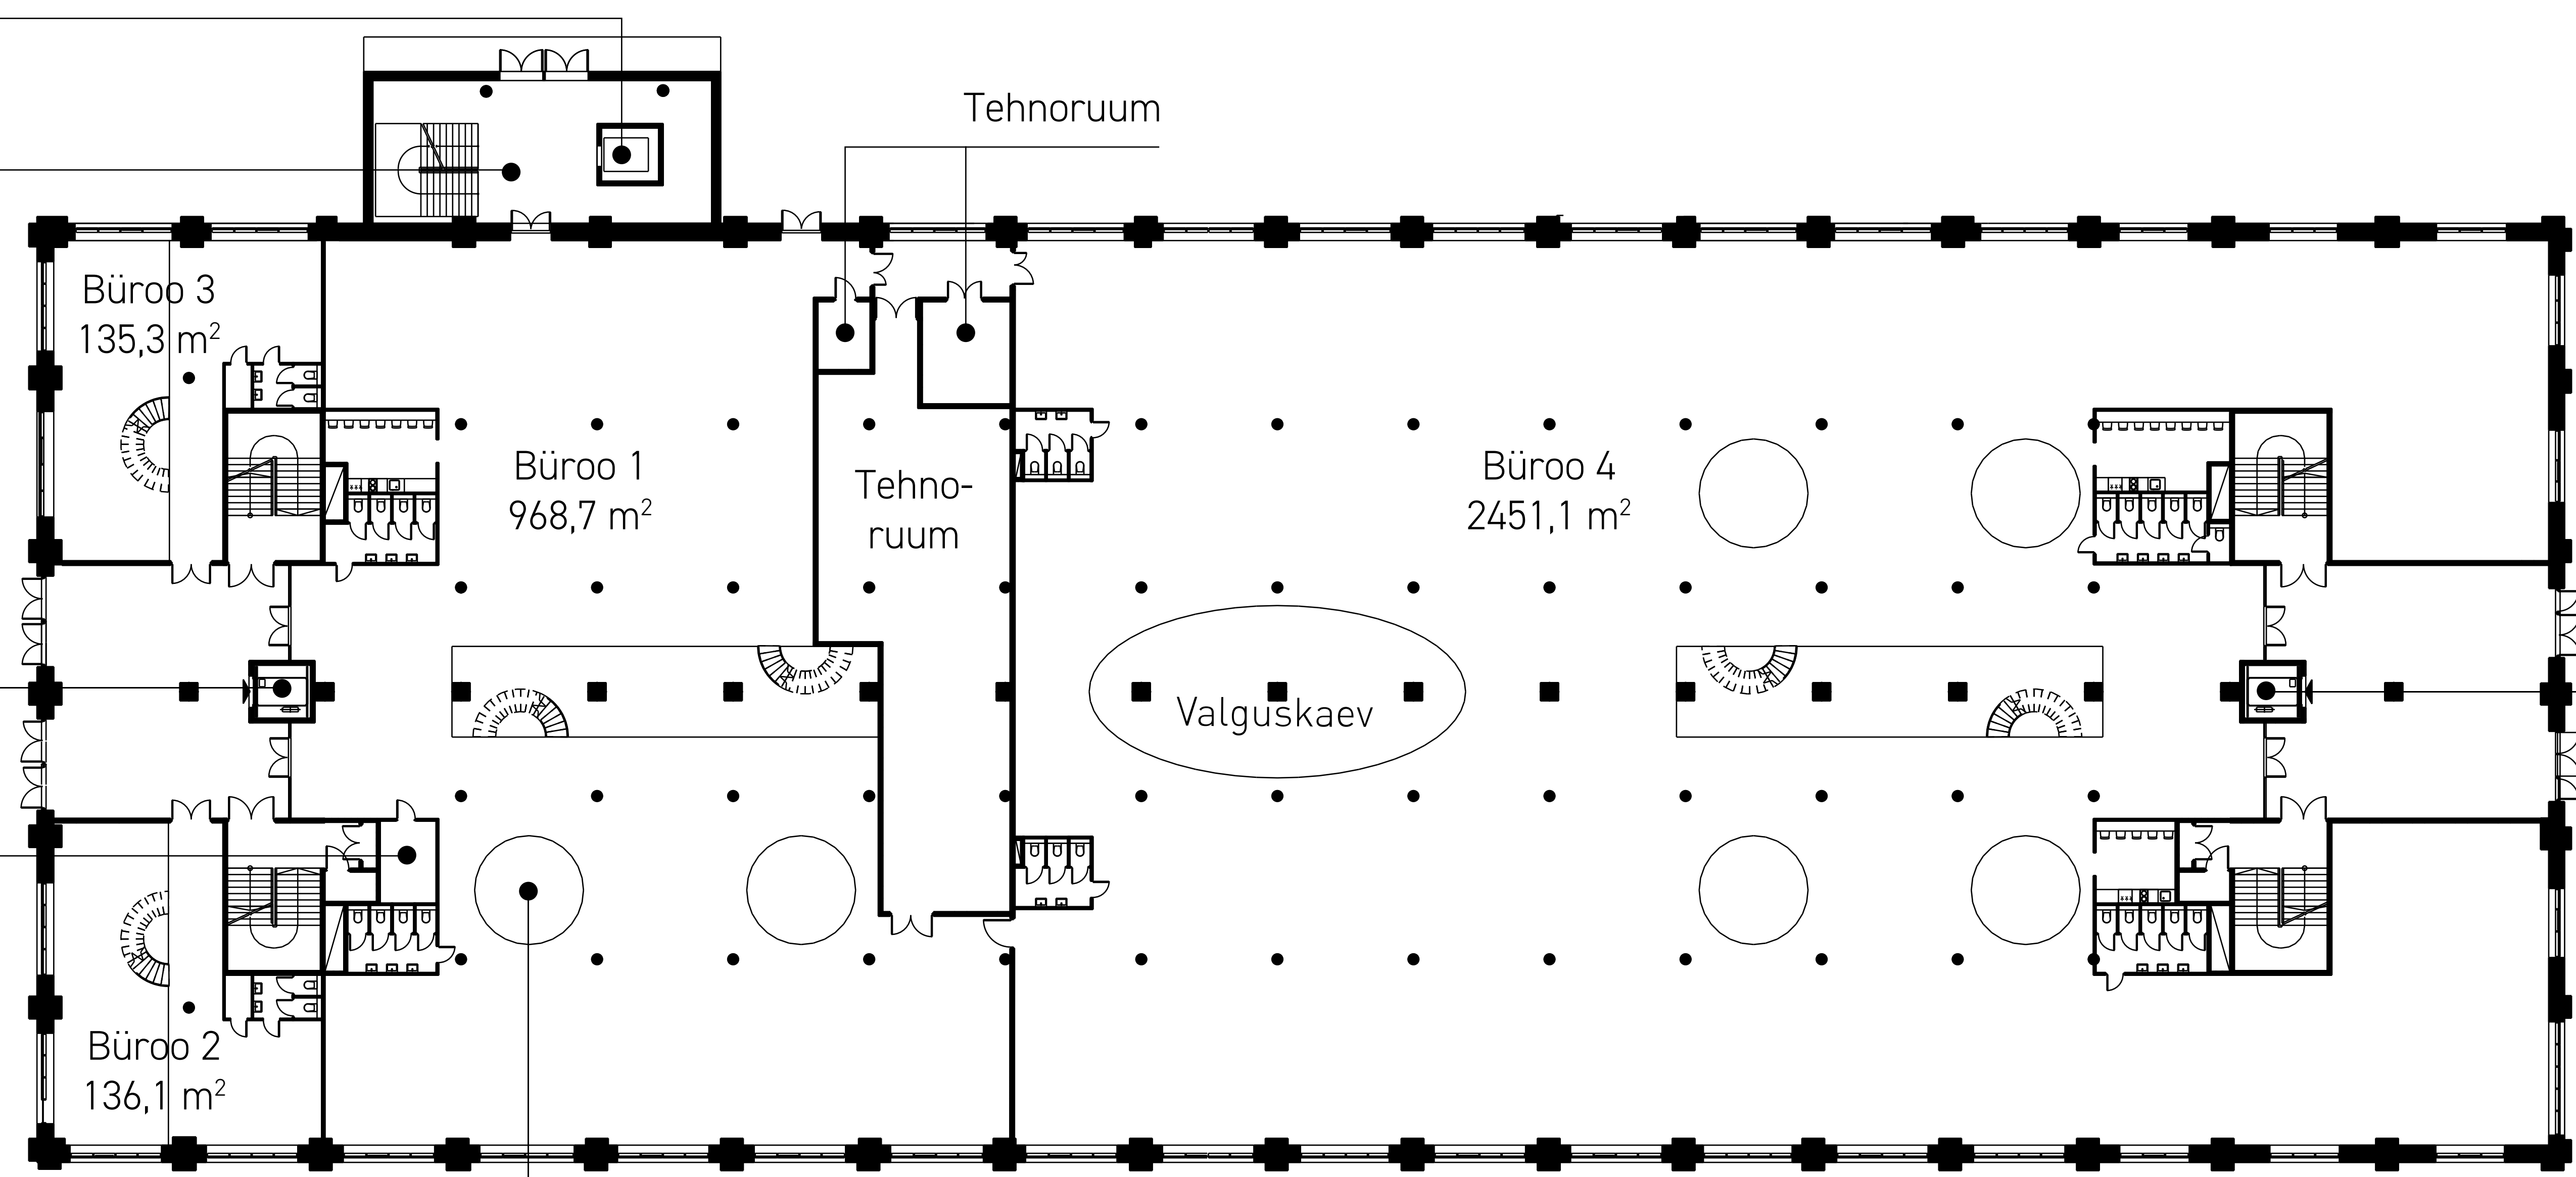 Tehnoruum
Büroo 3
135,3 m²
Büroo 1
968,7 m²
Tehno-
ruum
Büroo 4
2451,1 m²
Valguskaev
Büroo 2
136,1 m²